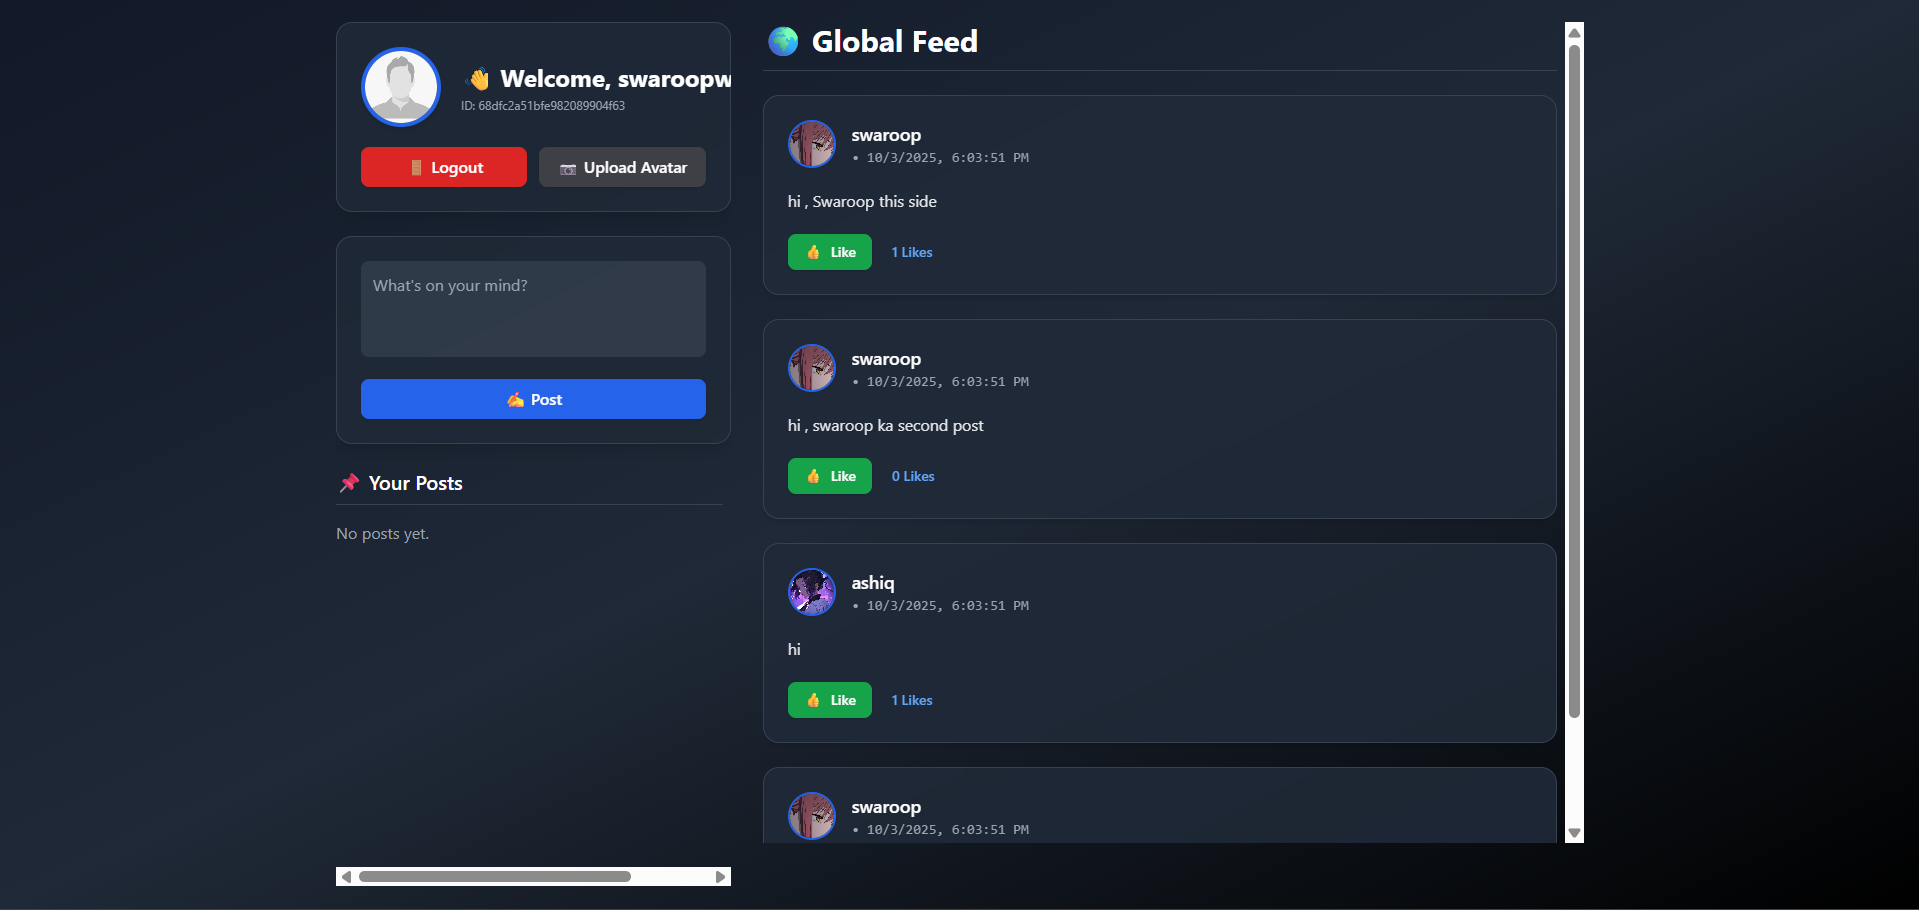 👋 Welcome, swaroopw
ID: 68dfc2a51bfe982089904f63
🚪 Logout
📷 Upload Avatar
What's on your mind?
✍️ Post
📌 Your Posts
No posts yet.
🌍 Global Feed
swaroop
• 10/3/2025, 6:03:51 PM
hi , Swaroop this side
👍 Like
1 Likes
swaroop
• 10/3/2025, 6:03:51 PM
hi , swaroop ka second post
👍 Like
0 Likes
ashiq
• 10/3/2025, 6:03:51 PM
hi
👍 Like
1 Likes
swaroop
• 10/3/2025, 6:03:51 PM